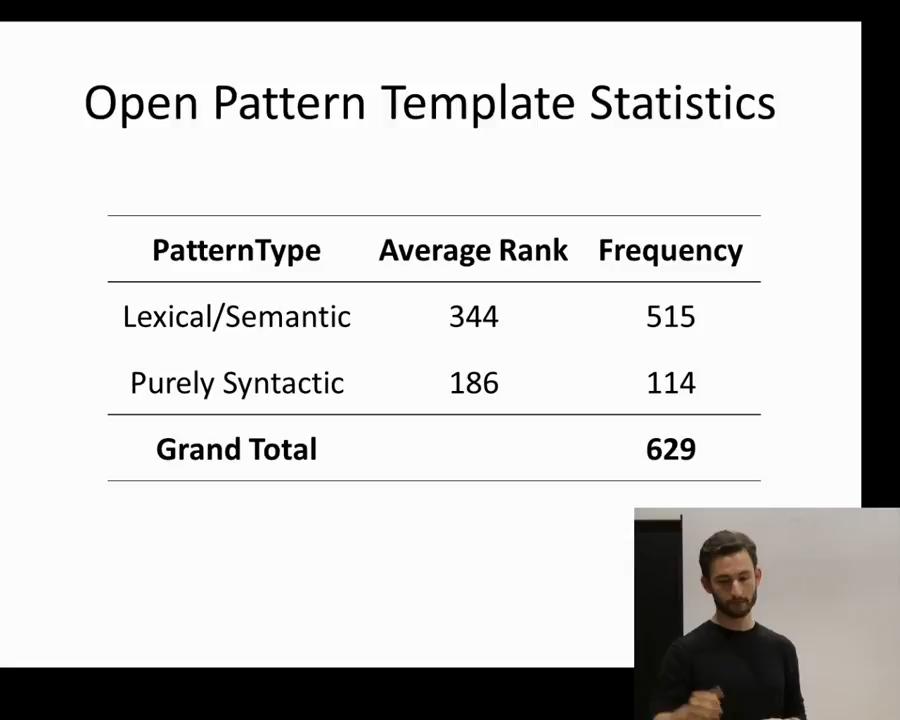 Open Pattern Template Statistics
PatternType Average Rank Frequency
Lexical/Semantic 344 515
Purely Syntactic 186 114
Grand Total 629